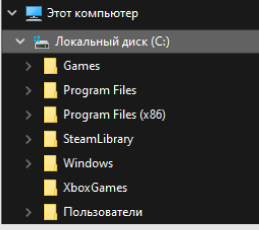 Этот компьютер
Локальный диск (C:)
Games
Program Files
Program Files (x86)
SteamLibrary
Windows
XboxGames
Пользователи